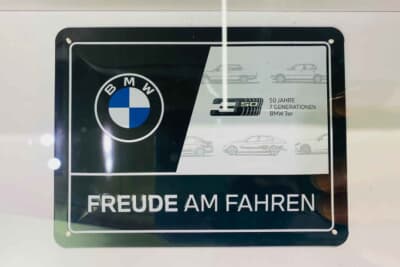 BMW
50 JAHRE
7 GENERATIONEN
BMW 3er
FREUDE AM FAHREN